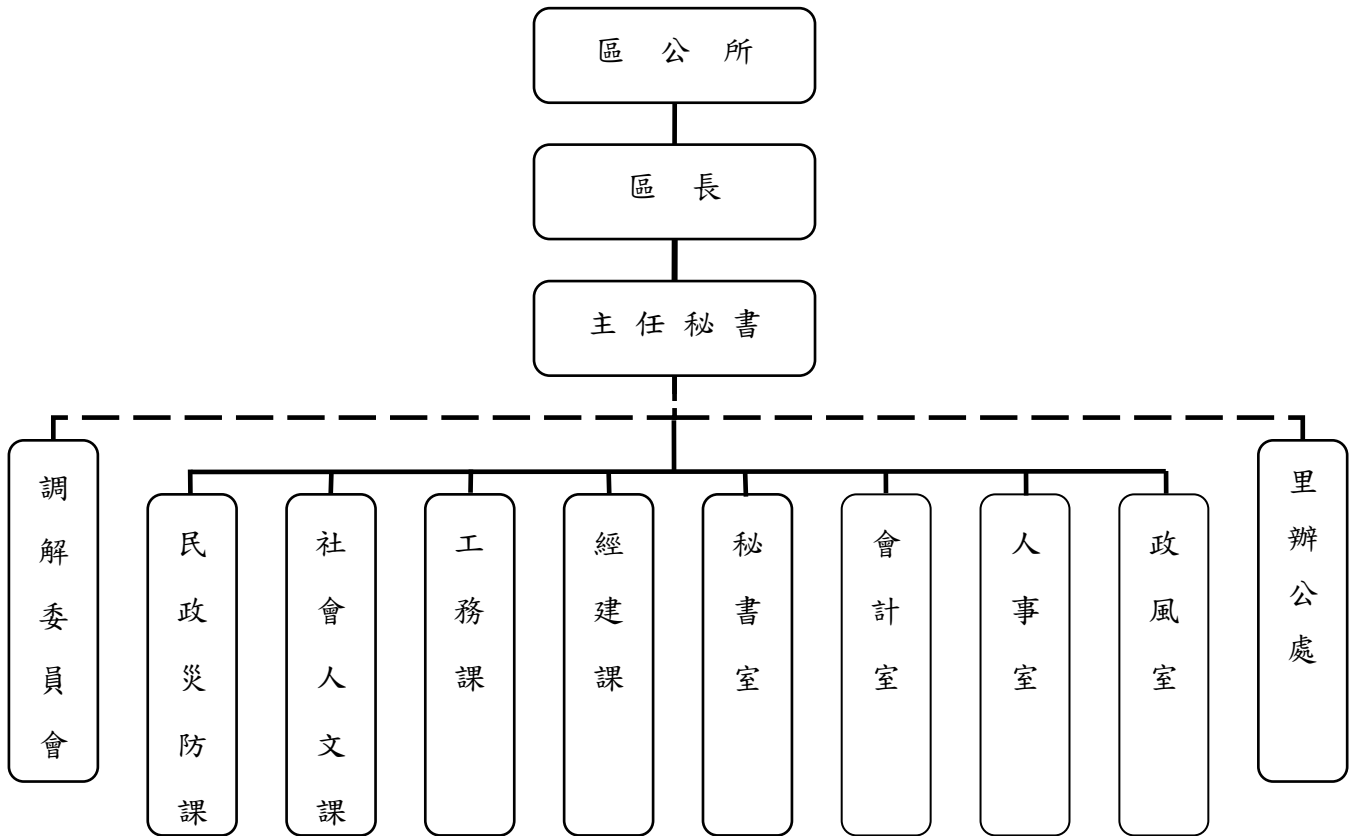 區公所
區長
主任秘書
調解委員會
民政災防課
社會人文課
工務課
經建課
秘書室
會計室
人事室
政風室
里辦公處